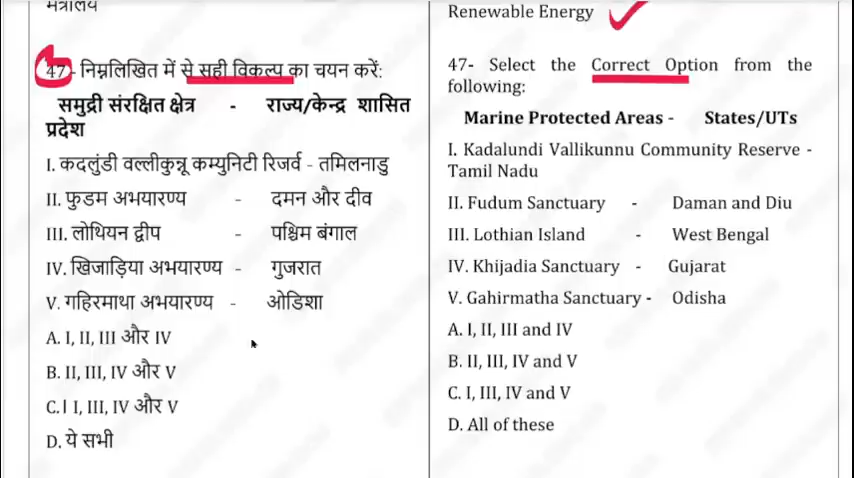 मंत्रालय
47- निम्नलिखित में से सही विकल्प का चयन करें:
समुद्री संरक्षित क्षेत्र - राज्य/केन्द्र शासित
प्रदेश
I. कदलुंडी वल्लीकुन्नू कम्युनिटी रिजर्व - तमिलनाडु
II. फुडम अभयारण्य - दमन और दीव
III. लोथियन द्वीप - पश्चिम बंगाल
IV. खिजाड़िया अभयारण्य - गुजरात
V. गहिरमाथा अभयारण्य - ओडिशा
A. I, II, III और IV
B. II, III, IV और V
C.I I, III, IV और V
D. ये सभी
Renewable Energy
47- Select the Correct Option from the
following:
Marine Protected Areas - States/UTs
I. Kadalundi Vallikunnu Community Reserve -
Tamil Nadu
II. Fudum Sanctuary - Daman and Diu
III. Lothian Island - West Bengal
IV. Khijadia Sanctuary - Gujarat
V. Gahirmatha Sanctuary - Odisha
A. I, II, III and IV
B. II, III, IV and V
C. I, III, IV and V
D. All of these